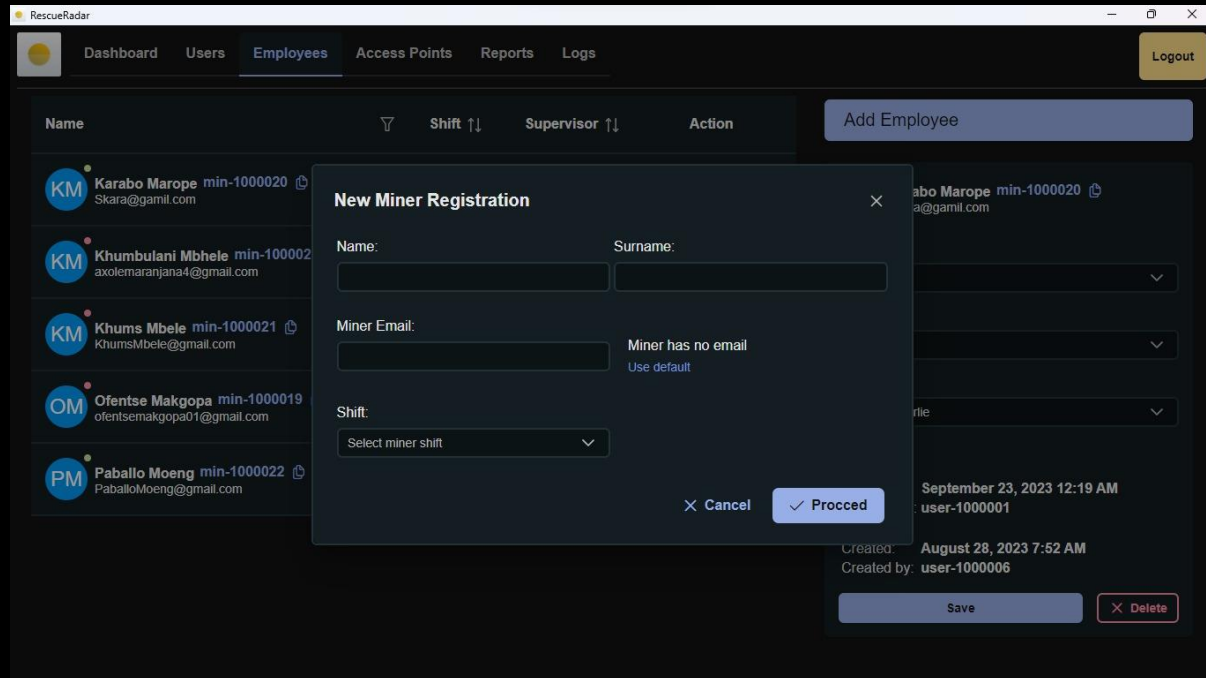 RescueRadar
Dashboard Users Employees Access Points Reports Logs
Logout
Name Shift Supervisor Action
Add Employee
KM Karabo Marope min-1000020
Skara@gamil.com
KM Khumbulani Mbhele min-100002
axolemaranjana4@gmail.com
KM Khums Mbele min-1000021
KhumsMbele@gmail.com
OM Ofentse Makgopa min-1000019
ofentsemakgopa01@gmail.com
PM Paballo Moeng min-1000022
PaballoMoeng@gmail.com
New Miner Registration
Name: Surname:
Miner Email:
Miner has no email
Use default
Shift:
Select miner shift
Cancel Procced
abo Marope min-1000020
a@gamil.com
rlie
September 23, 2023 12:19 AM
: user-1000001
Created: August 28, 2023 7:52 AM
Created by: user-1000006
Save Delete